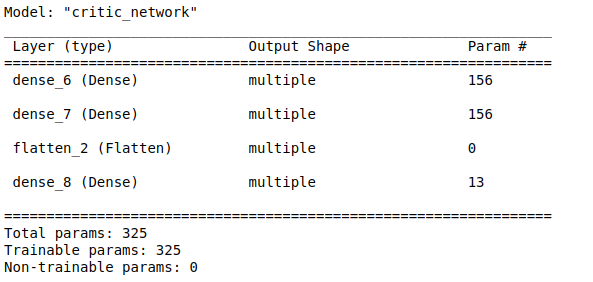 Model: "critic_network"
_________________________________________________________________
Layer (type) Output Shape Param #
=================================================================
dense_6 (Dense) multiple 156
dense_7 (Dense) multiple 156
flatten_2 (Flatten) multiple 0
dense_8 (Dense) multiple 13
=================================================================
Total params: 325
Trainable params: 325
Non-trainable params: 0